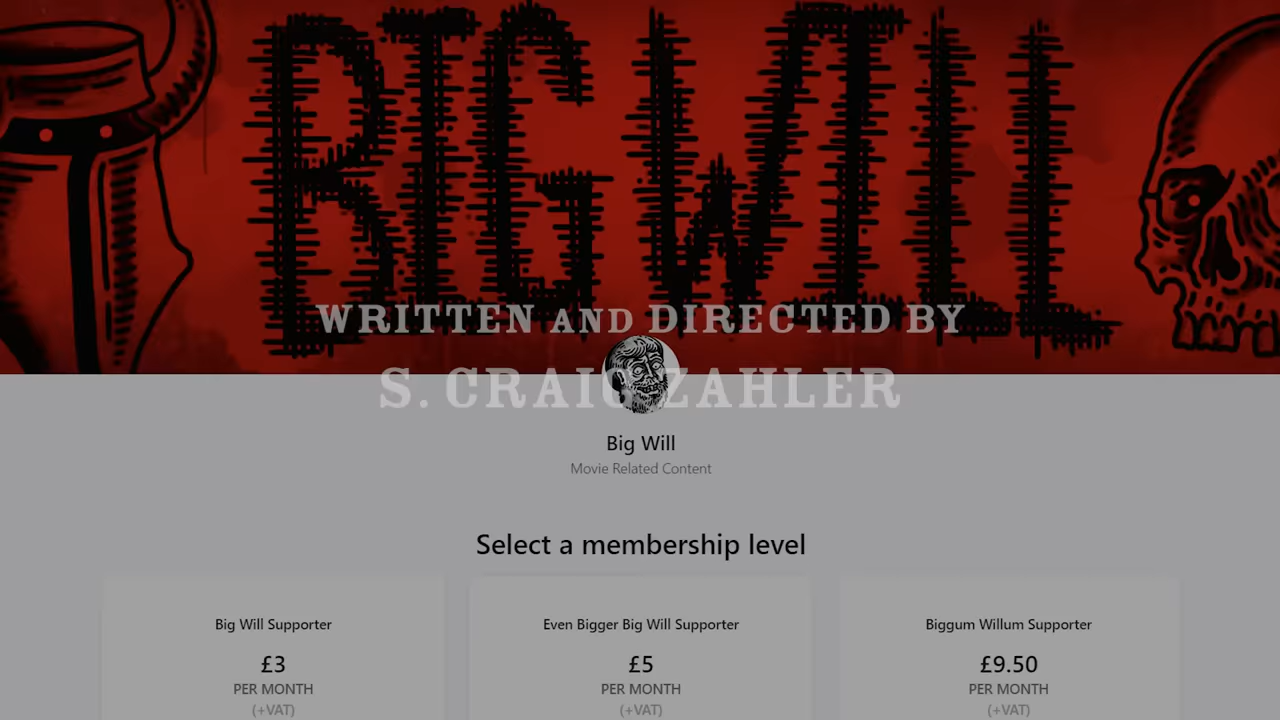 BIG WILL
WRITTEN AND DIRECTED BY
S. CRAIG ZAHLER
Big Will
Movie Related Content
Select a membership level
Big Will Supporter
£3
PER MONTH
(+VAT)
Even Bigger Big Will Supporter
£5
PER MONTH
(+VAT)
Biggum Willum Supporter
£9.50
PER MONTH
(+VAT)